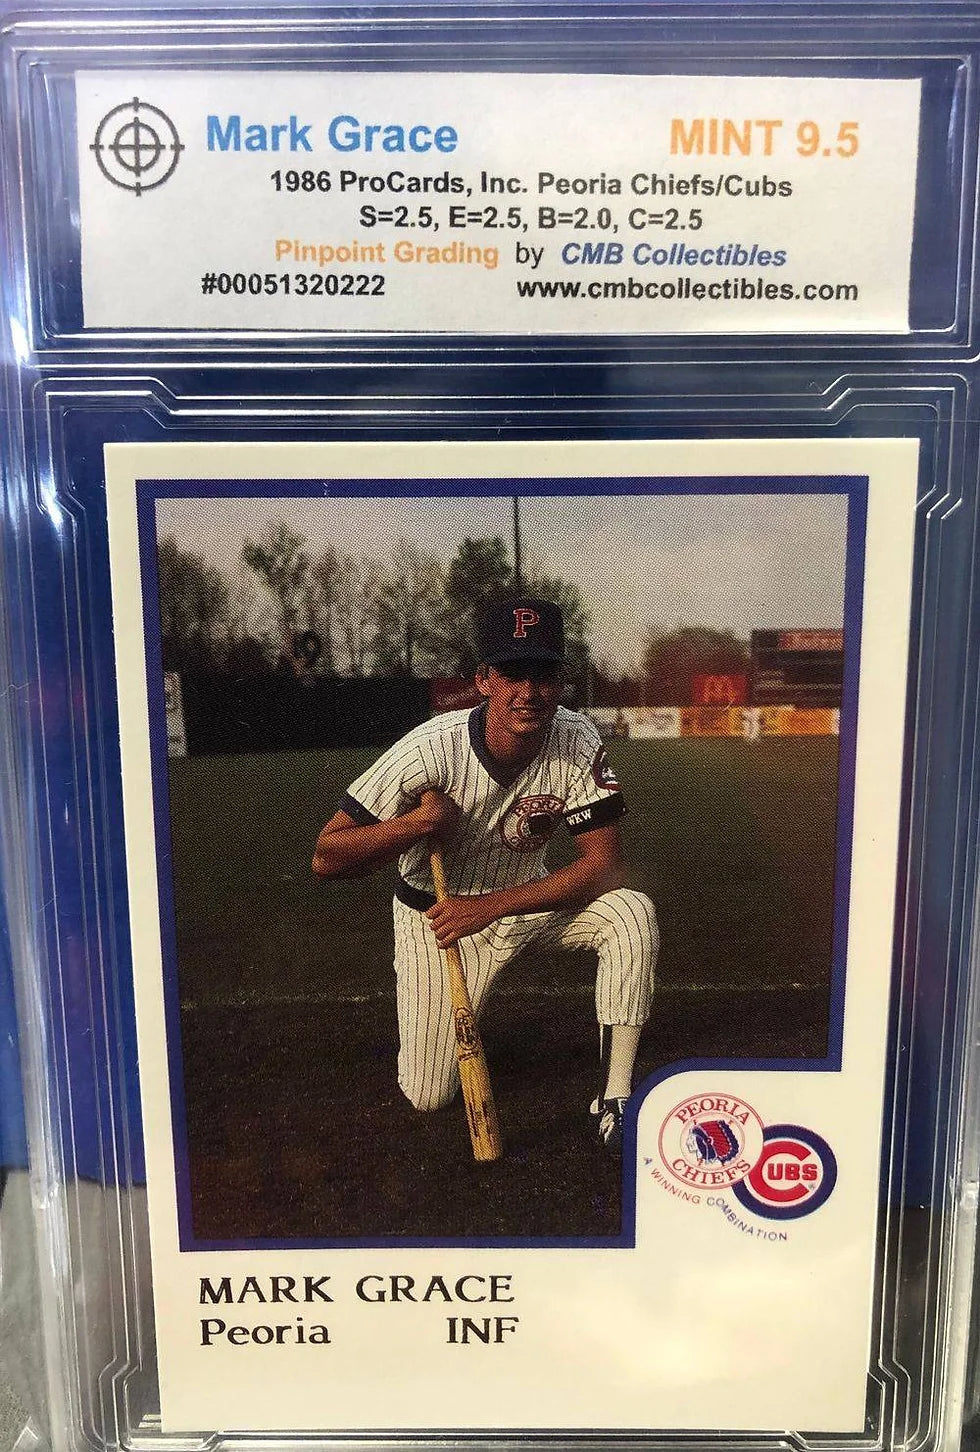 Mark Grace MINT 9.5
1986 ProCards, Inc. Peoria Chiefs/Cubs
S=2.5, E=2.5, B=2.0, C=2.5
Pinpoint Grading by CMB Collectibles
#00051320222 www.cmbcollectibles.com
P
PEORIA
WKW
PEORIA
CHIEFS
CUBS
A WINNING COMBINATION
MARK GRACE
Peoria INF